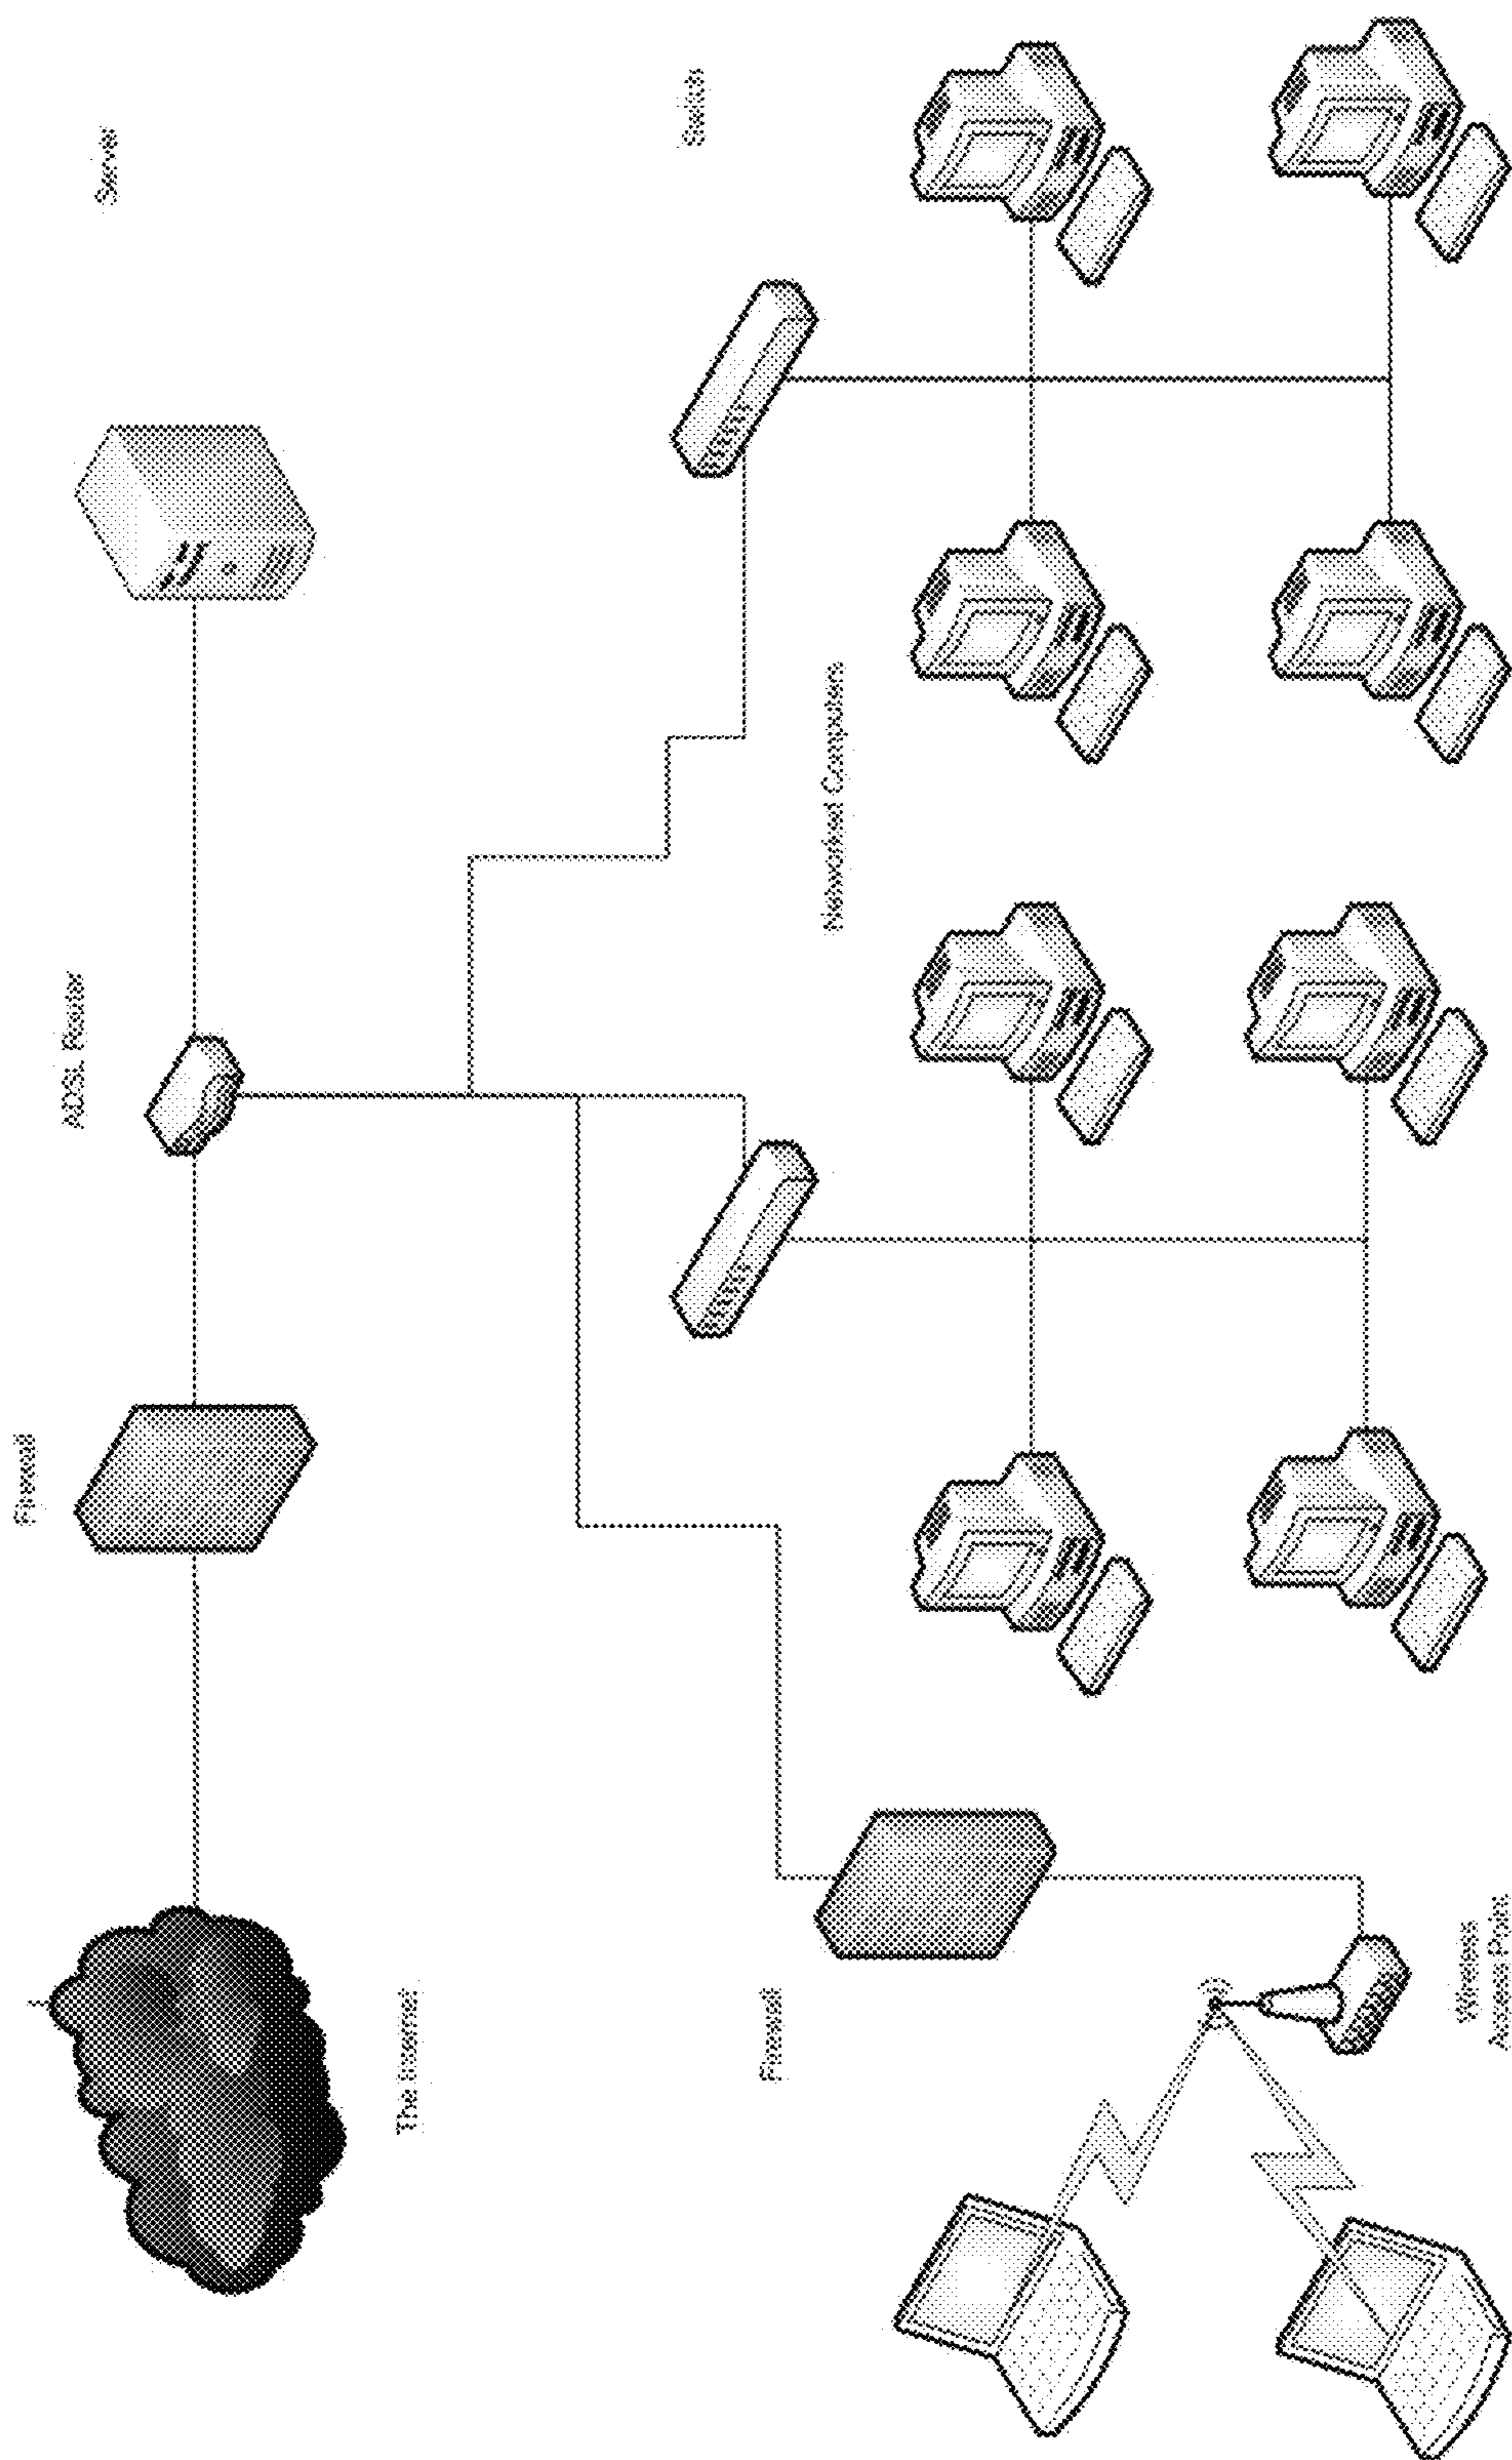 Firewall
ADSL Router
Server
The Internet
Switch
Networked Computers
Firewall
Wireless
Access Point